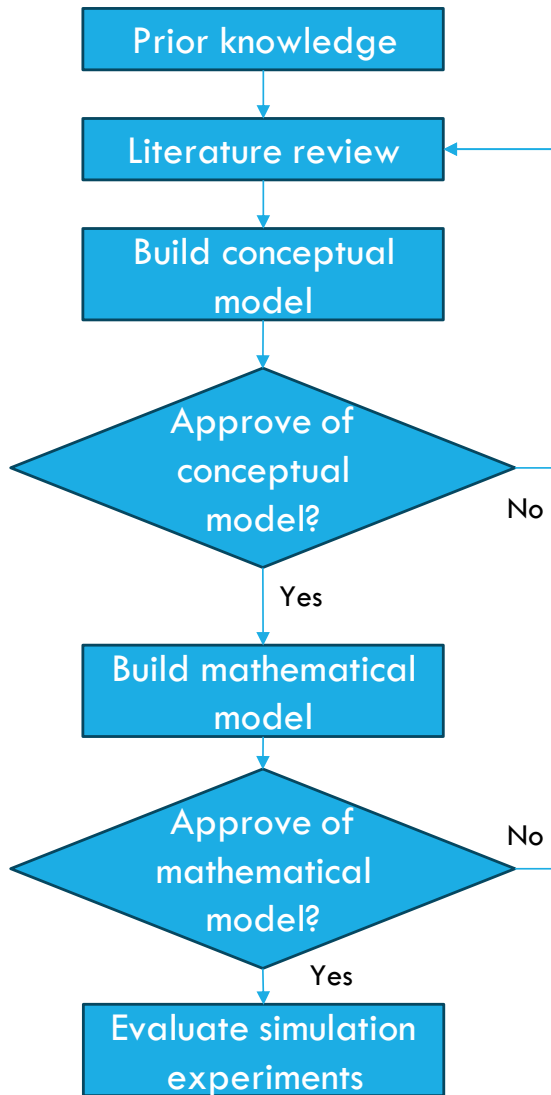 Prior knowledge
Literature review
Build conceptual
model
Approve of
conceptual
model?
No
Yes
Build mathematical
model
Approve of
mathematical
model?
No
Yes
Evaluate simulation
experiments